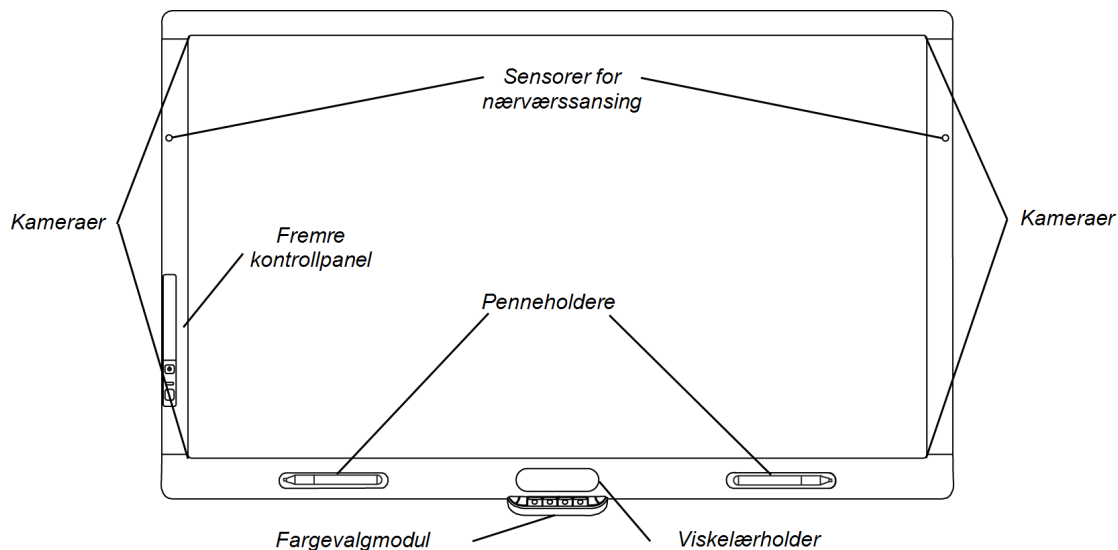 Sensorer for
nærværssansing
Kameraer
Kameraer
Fremre
kontrollpanel
Penneholdere
Fargevalgmodul
Viskelærholder